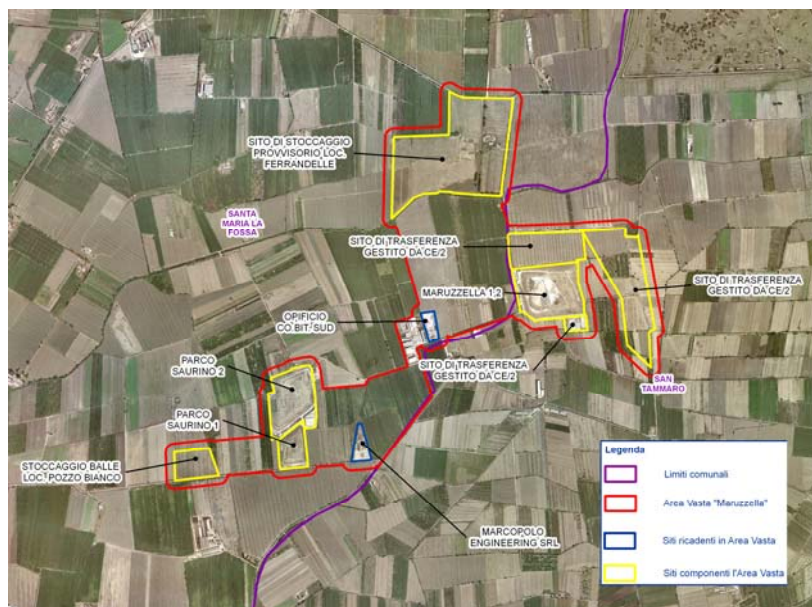 SITO DI STOCCAGGIO
PROVVISORIO LOC.
FERRANDELLE
SANTA
MARIA LA
FOSSA
SITO DI TRASFERENZA
GESTITO DA CE/2
MARUZZELLA 1,2
SITO DI TRASFERENZA
GESTITO DA CE/2
OPIFICIO
CO.BIT.SUD
SITO DI TRASFERENZA
GESTITO DA CE/2
PARCO
SAURINO 2
SAN
TAMMARO
PARCO
SAURINO 1
STOCCAGGIO BALLE
LOC. POZZO BIANCO
MARCOPOLO
ENGINEERING SRL
Legenda
Limiti comunali
Area Vasta "Maruzzella"
Siti ricadenti in Area Vasta
Siti componenti l'Area Vasta